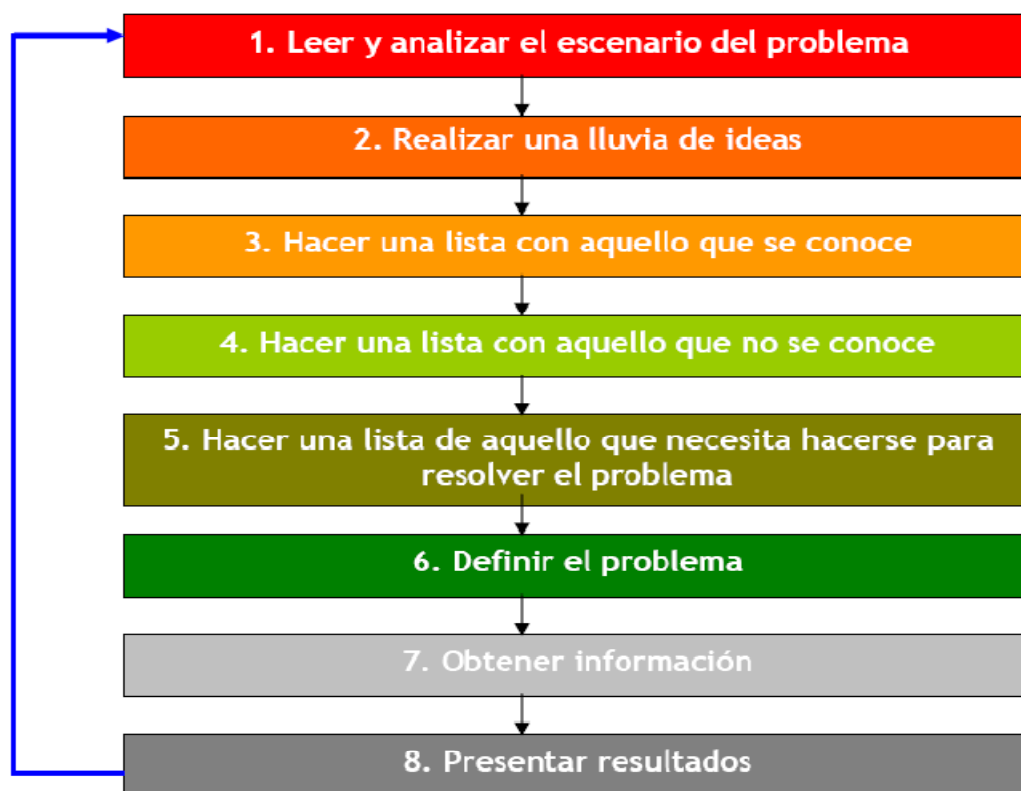 1. Leer y analizar el escenario del problema
2. Realizar una lluvia de ideas
3. Hacer una lista con aquello que se conoce
4. Hacer una lista con aquello que no se conoce
5. Hacer una lista de aquello que necesita hacerse para
resolver el problema
6. Definir el problema
7. Obtener información
8. Presentar resultados